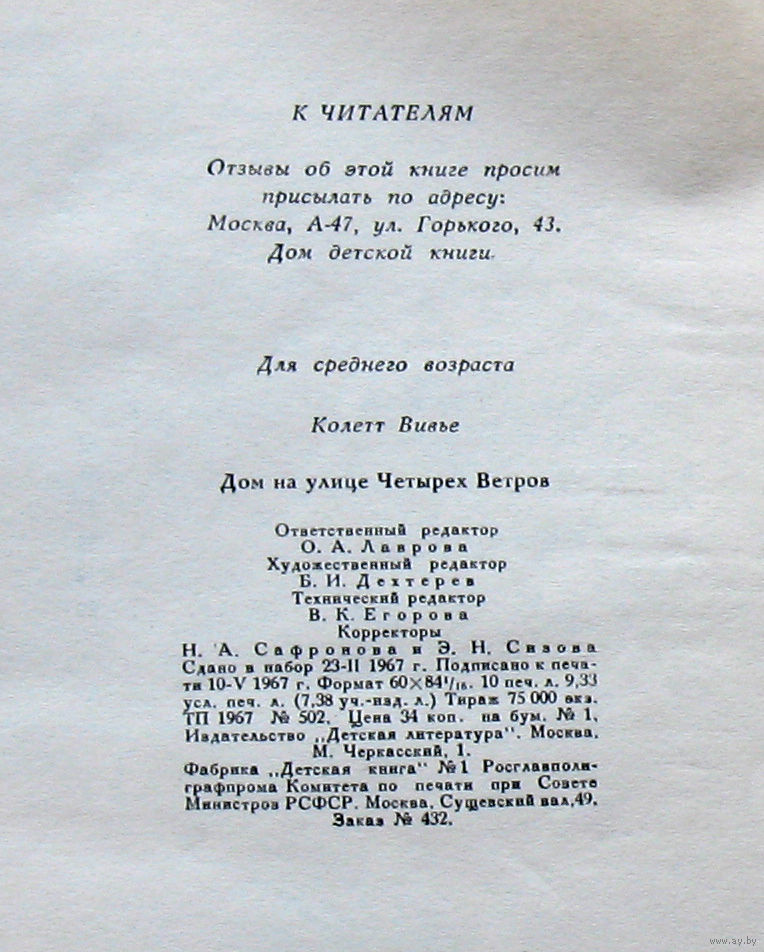 К ЧИТАТЕЛЯМ
Отзывы об этой книге просим
присылать по адресу:
Москва, А-47, ул. Горького, 43.
Дом детской книги.
Для среднего возраста
Колетт Вивье
Дом на улице Четырех Ветров
Ответственный редактор
О. А. Лаврова
Художественный редактор
Б. И. Дехтерев
Технический редактор
В. К. Егорова
Корректоры
Н. А. Сафронова и Э. Н. Сизова
Сдано в набор 23-II 1967 г. Подписано к печа-
ти 10-V 1967 г. Формат 60×84¹/₁₆. 10 печ. л. 9,33
усл. печ. л. (7,38 уч.-изд. л.) Тираж 75 000 экз.
ТП 1967 № 502. Цена 34 коп. на бум. № 1.
Издательство „Детская литература". Москва,
М. Черкасский, 1.
Фабрика „Детская книга" № 1 Росглавполи-
графпрома Комитета по печати при Совете
Министров РСФСР. Москва, Сущевский вал, 49.
Заказ № 432.
www.ay.by